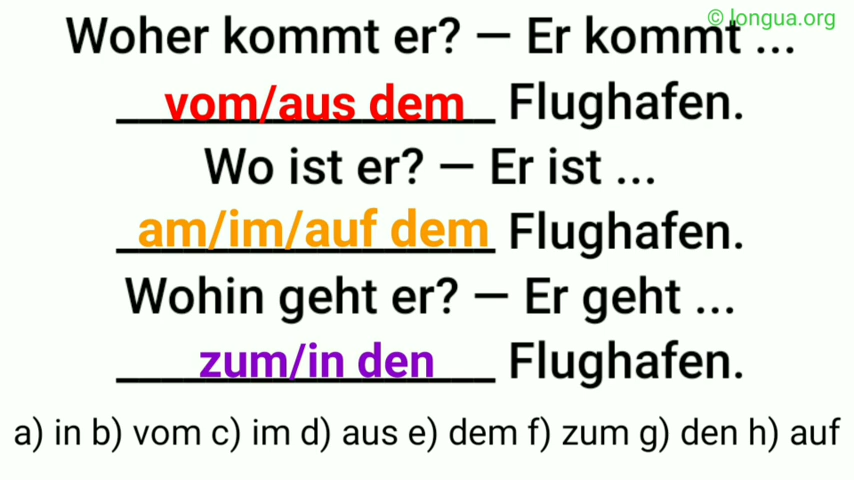 © longua.org
Woher kommt er? — Er kommt ...
vom/aus dem Flughafen.
Wo ist er? — Er ist ...
am/im/auf dem Flughafen.
Wohin geht er? — Er geht ...
zum/in den Flughafen.
a) in b) vom c) im d) aus e) dem f) zum g) den h) auf